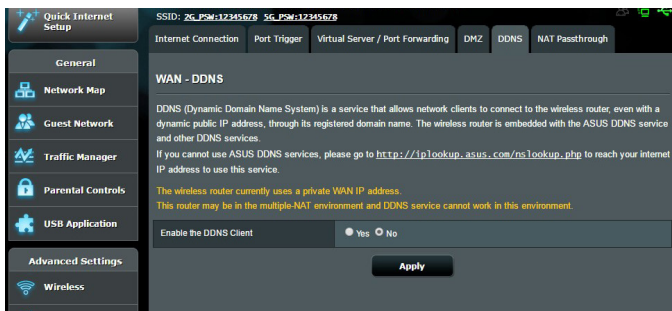 Quick Internet
Setup
General
Network Map
Guest Network
Traffic Manager
Parental Controls
USB Application
Advanced Settings
Wireless
SSID: 2G_PSW:12345678 5G_PSW:12345678
Internet Connection Port Trigger Virtual Server / Port Forwarding DMZ DDNS NAT Passthrough
WAN - DDNS
DDNS (Dynamic Domain Name System) is a service that allows network clients to connect to the wireless router, even with a
dynamic public IP address, through its registered domain name. The wireless router is embedded with the ASUS DDNS service
and other DDNS services.
If you cannot use ASUS DDNS services, please go to http://iplookup.asus.com/nslookup.php to reach your internet
IP address to use this service.
The wireless router currently uses a private WAN IP address.
This router may be in the multiple-NAT environment and DDNS service cannot work in this environment.
Enable the DDNS Client Yes No
Apply